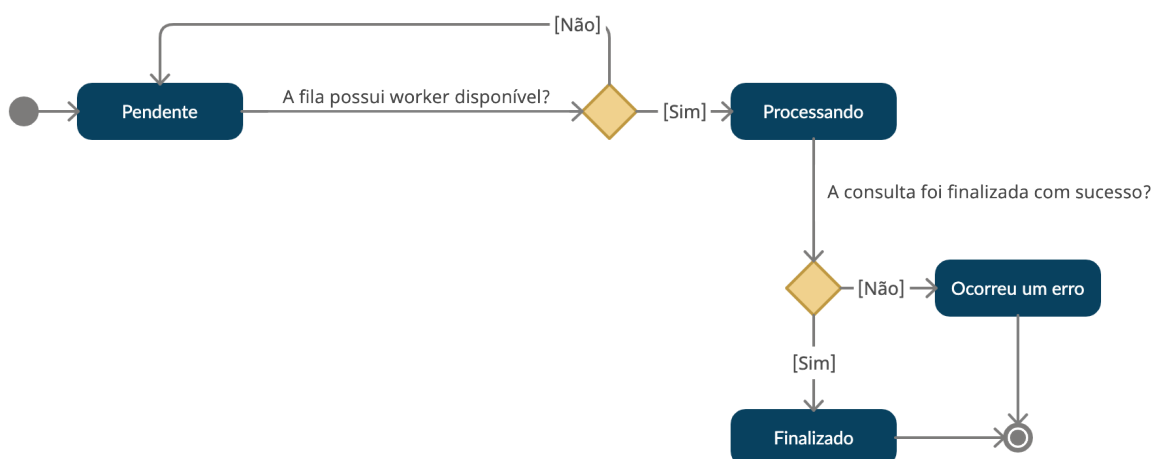 [Não]
Pendente
A fila possui worker disponível?
[Sim]
Processando
A consulta foi finalizada com sucesso?
[Não]
Ocorreu um erro
[Sim]
Finalizado